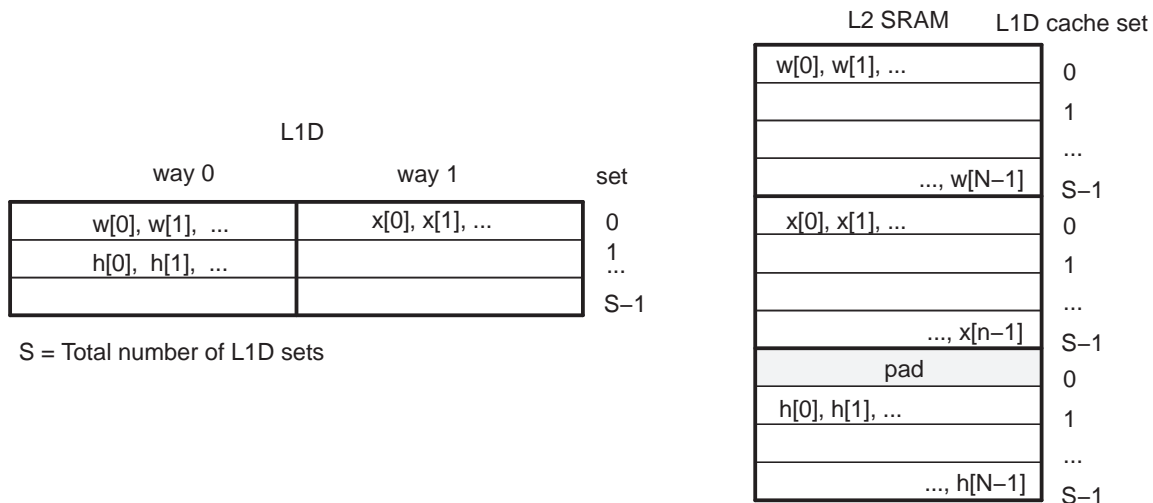 L1D
way 0 way 1 set
w[0], w[1], ... x[0], x[1], ... 0
h[0], h[1], ... 1
...
S–1
S = Total number of L1D sets
L2 SRAM L1D cache set
w[0], w[1], ... 0
1
...
..., w[N–1] S–1
x[0], x[1], ... 0
1
...
..., x[n–1] S–1
pad 0
h[0], h[1], ... 1
...
..., h[N–1] S–1